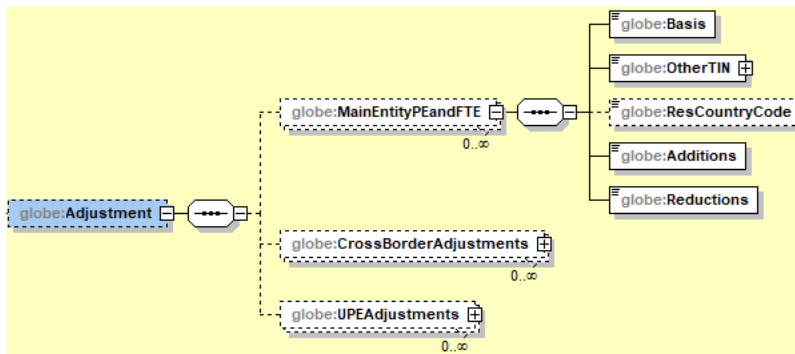 globe:Basis
globe:OtherTIN
globe:MainEntityPEandFTE
0..∞
globe:ResCountryCode
globe:Additions
globe:Reductions
globe:Adjustment
globe:CrossBorderAdjustments
0..∞
globe:UPEAdjustments
0..∞